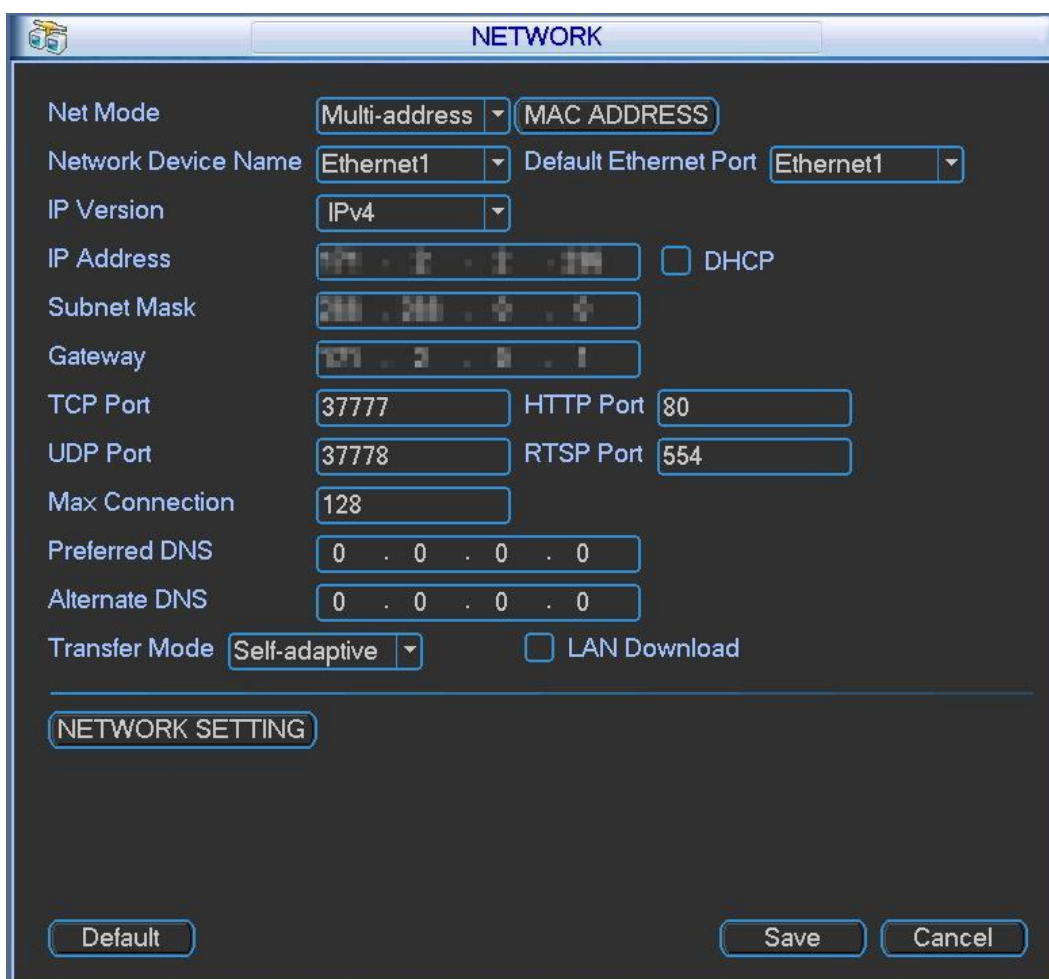 NETWORK
Net Mode Multi-address MAC ADDRESS
Network Device Name Ethernet1 Default Ethernet Port Ethernet1
IP Version IPv4
IP Address DHCP
Subnet Mask
Gateway
TCP Port 37777 HTTP Port 80
UDP Port 37778 RTSP Port 554
Max Connection 128
Preferred DNS 0 . 0 . 0 . 0
Alternate DNS 0 . 0 . 0 . 0
Transfer Mode Self-adaptive LAN Download
NETWORK SETTING
Default Save Cancel